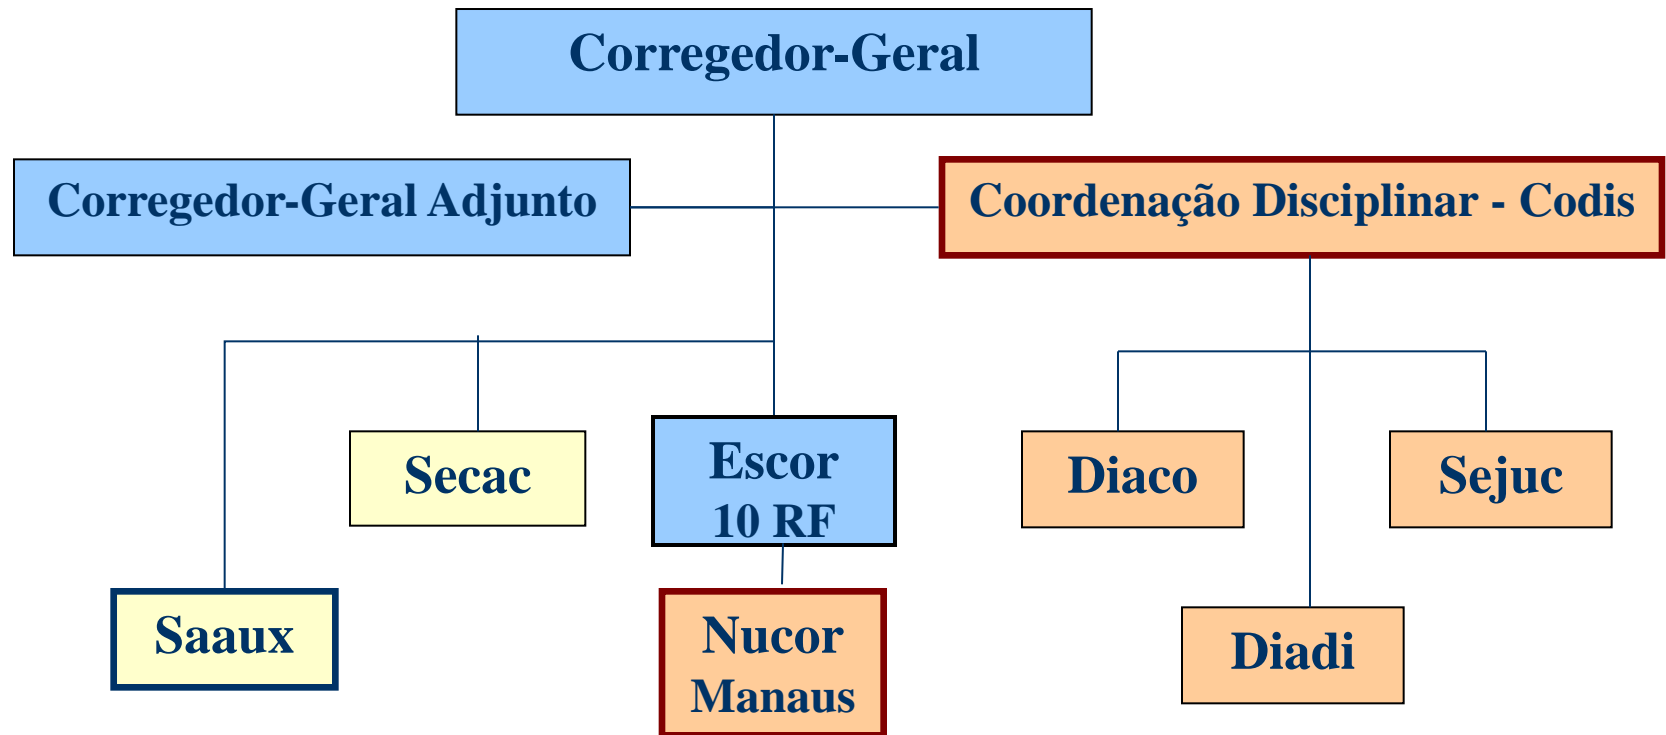 Corregedor-Geral
Corregedor-Geral Adjunto
Coordenação Disciplinar - Codis
Secac
Escor
10 RF
Diaco
Sejuc
Saaux
Nucor
Manaus
Diadi